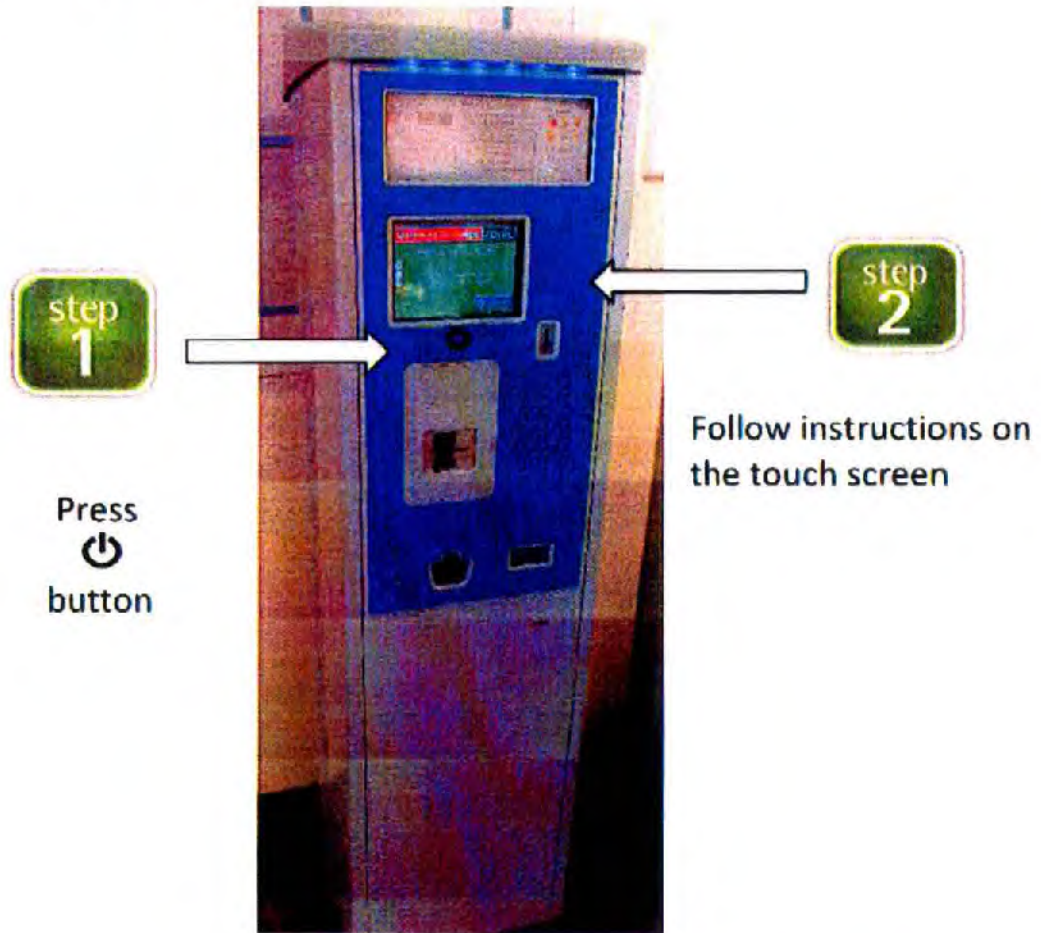 step
1
step
2
Press
⏻
button
Follow instructions on
the touch screen